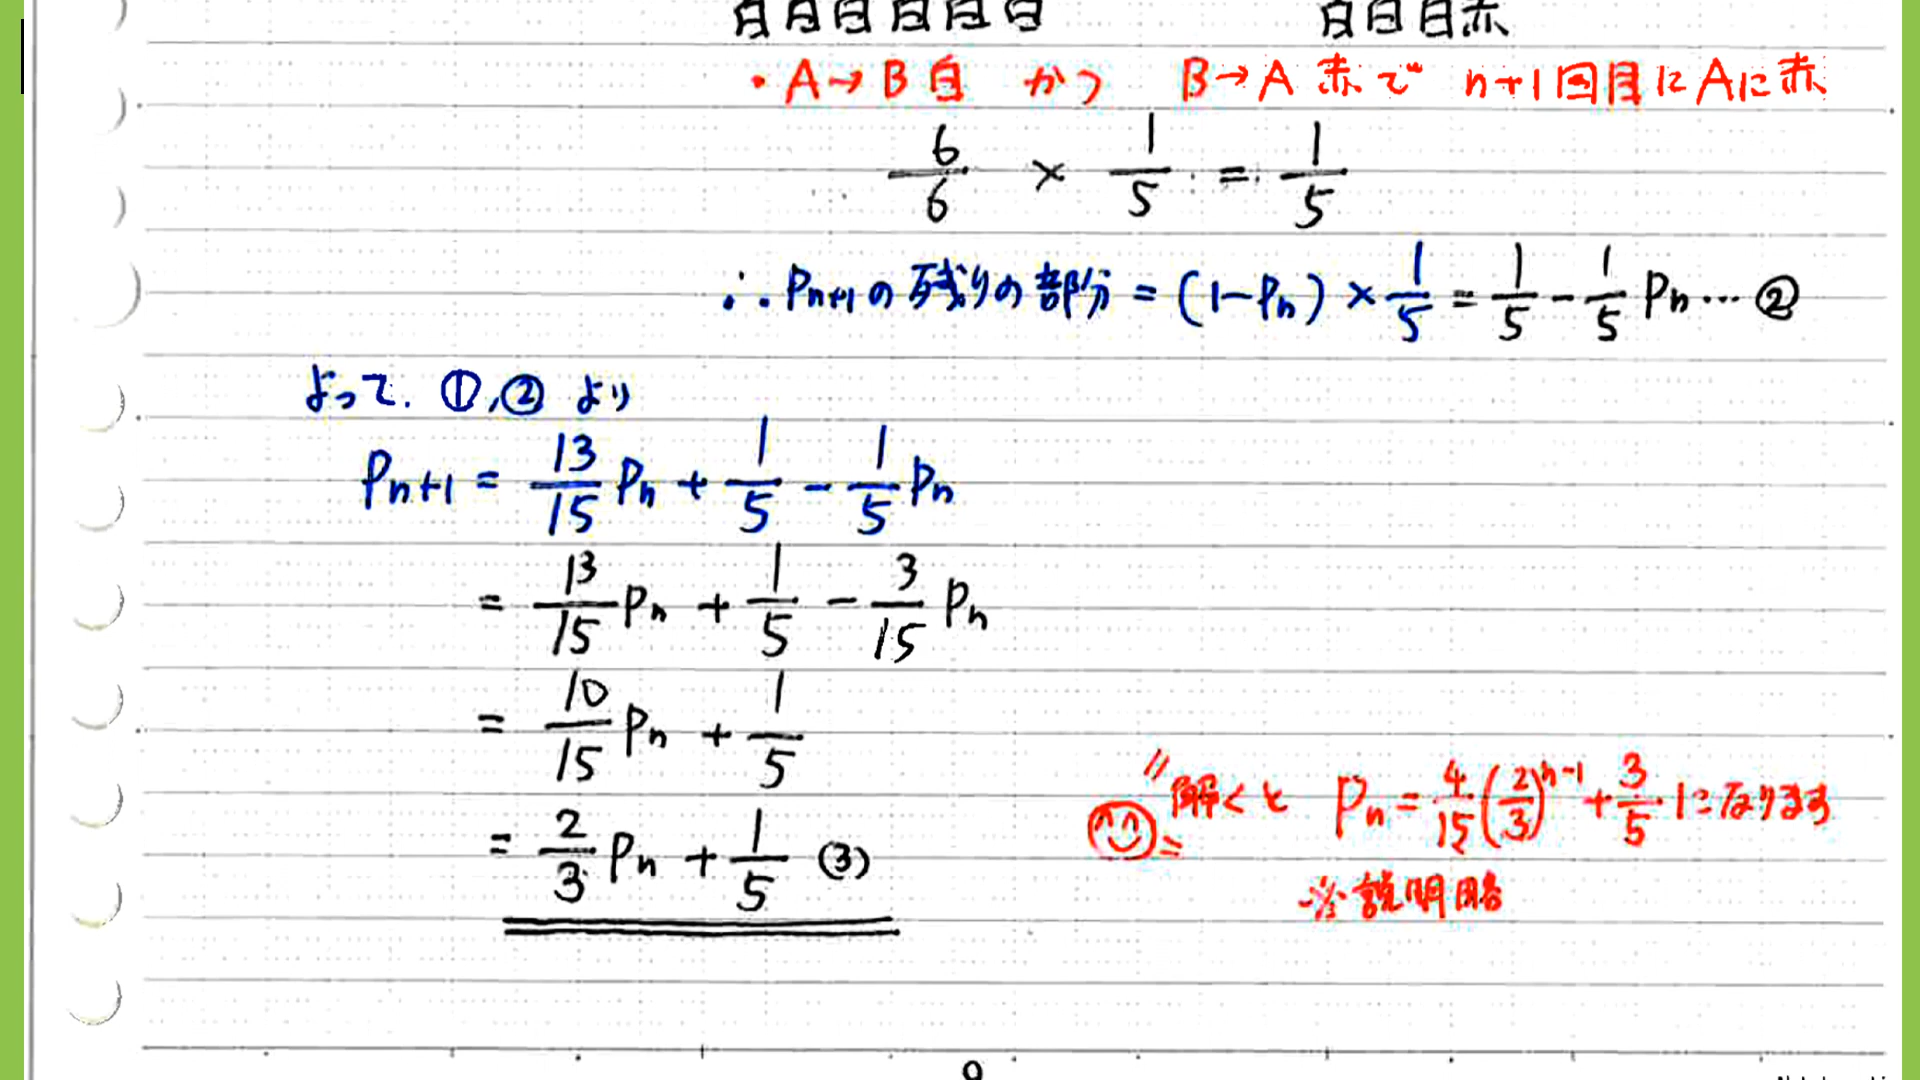 白白白白白白 白白白赤
・A→B 白 かつ B→A 赤で n+1回目にAに赤
6/6 × 1/5 = 1/5
∴ Pn+1の残りの部分 = (1-Pn) × 1/5 = 1/5 - 1/5 Pn … ②
よって、①,② より
Pn+1 = 13/15 Pn + 1/5 - 1/5 Pn
= 13/15 Pn + 1/5 - 3/15 Pn
= 10/15 Pn + 1/5
= 2/3 Pn + 1/5 (3)
解くと Pn = 4/15 (2/3)^n-1 + 3/5 になります
※説明略